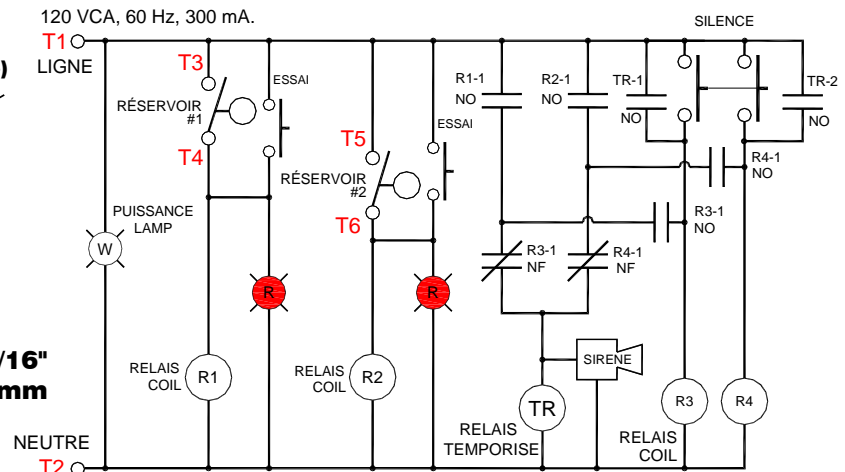 120 VCA, 60 Hz, 300 mA.
SILENCE
T1
LIGNE
)
T3
ESSAI
RÉSERVOIR
#1
T4
R1-1
NO
R2-1
NO
TR-1
NO
TR-2
NO
T5
ESSAI
RÉSERVOIR
#2
T6
R4-1
NO
R3-1
NO
PUISSANCE
LAMP
W
R3-1
NF
R4-1
NF
R
R
/16"
mm
RELAIS
COIL
R1
RELAIS
COIL
R2
SIRENE
TR
RELAIS
TEMPORISE
R3
R4
RELAIS
COIL
NEUTRE
T2